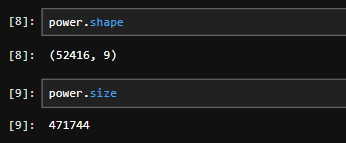 [8]: power.shape
[8]: (52416, 9)
[9]: power.size
[9]: 471744